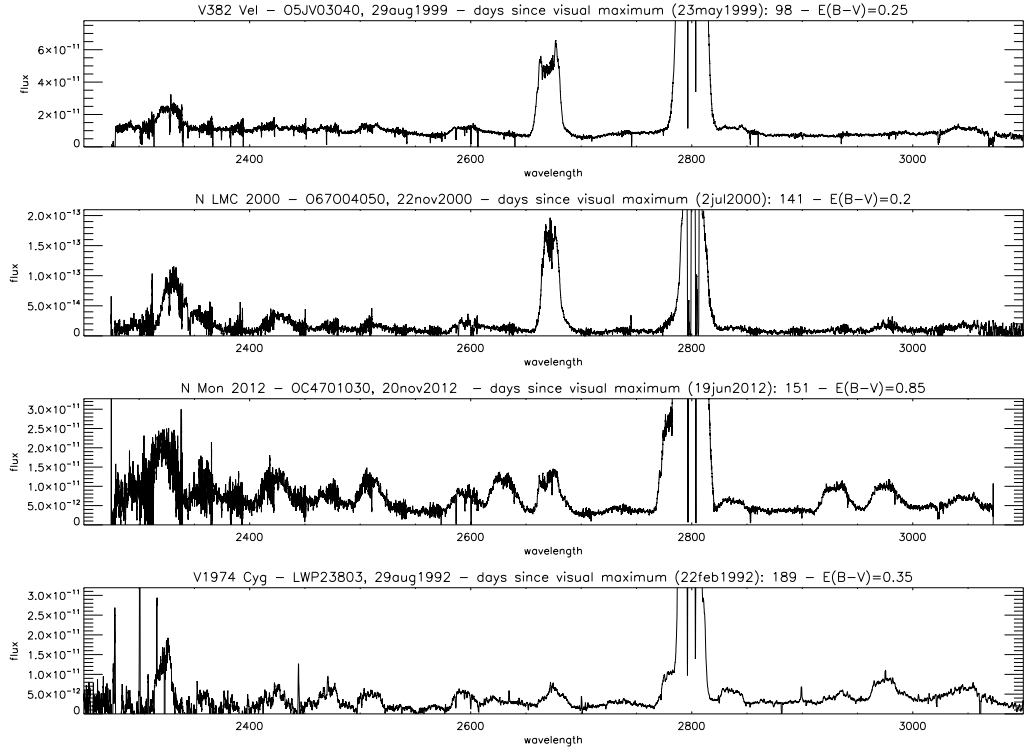 V382 Vel – O5JV03040, 29aug1999 – days since visual maximum (23may1999): 98 – E(B–V)=0.25
6×10⁻¹¹
4×10⁻¹¹
2×10⁻¹¹
0
flux
2400 2600 2800 3000
wavelength
N LMC 2000 – O67O04050, 22nov2000 – days since visual maximum (2jul2000): 141 – E(B–V)=0.2
2.0×10⁻¹³
1.5×10⁻¹³
1.0×10⁻¹³
5.0×10⁻¹⁴
0
flux
2400 2600 2800 3000
wavelength
N Mon 2012 – OC4701030, 20nov2012 – days since visual maximum (19jun2012): 151 – E(B–V)=0.85
3.0×10⁻¹¹
2.5×10⁻¹¹
2.0×10⁻¹¹
1.5×10⁻¹¹
1.0×10⁻¹¹
5.0×10⁻¹²
0
flux
2400 2600 2800 3000
wavelength
V1974 Cyg – LWP23803, 29aug1992 – days since visual maximum (22feb1992): 189 – E(B–V)=0.35
3.0×10⁻¹¹
2.5×10⁻¹¹
2.0×10⁻¹¹
1.5×10⁻¹¹
1.0×10⁻¹¹
5.0×10⁻¹²
0
flux
2400 2600 2800 3000
wavelength